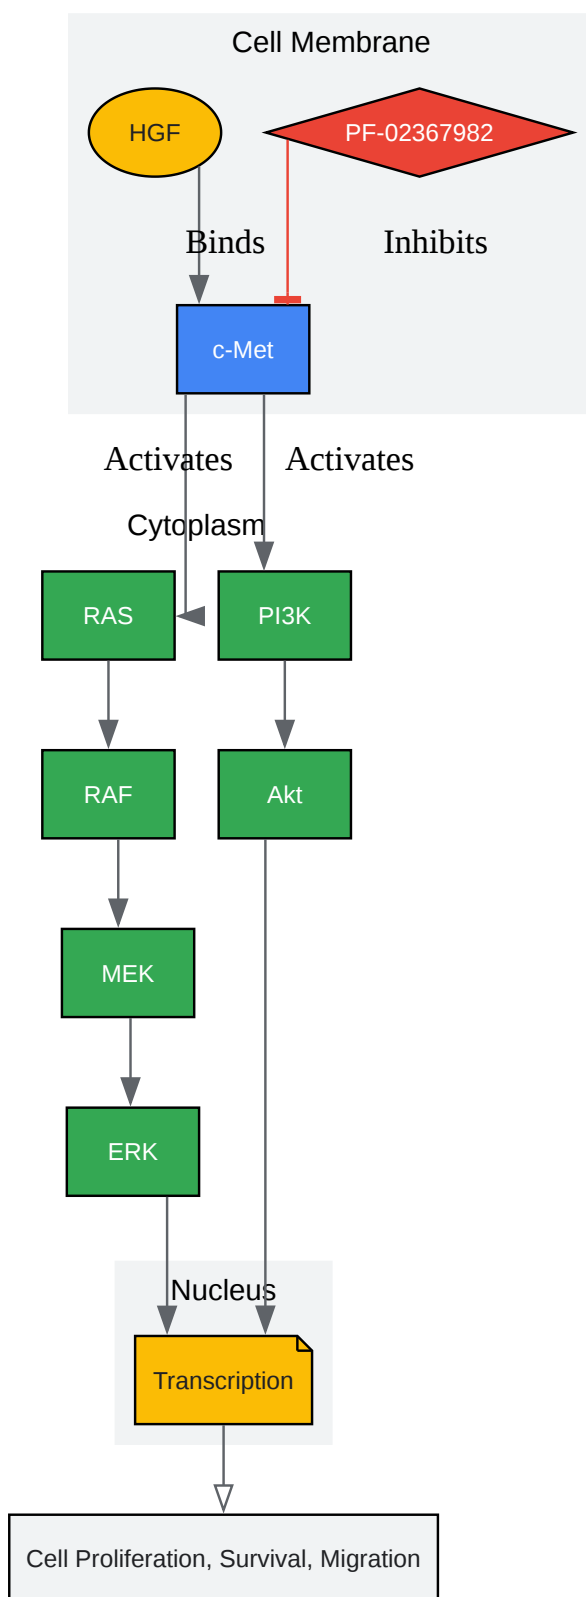 Cell Membrane
HGF
PF-02367982
Binds
Inhibits
c-Met
Activates
Activates
Cytoplasm
RAS
PI3K
RAF
Akt
MEK
ERK
Nucleus
Transcription
Cell Proliferation, Survival, Migration